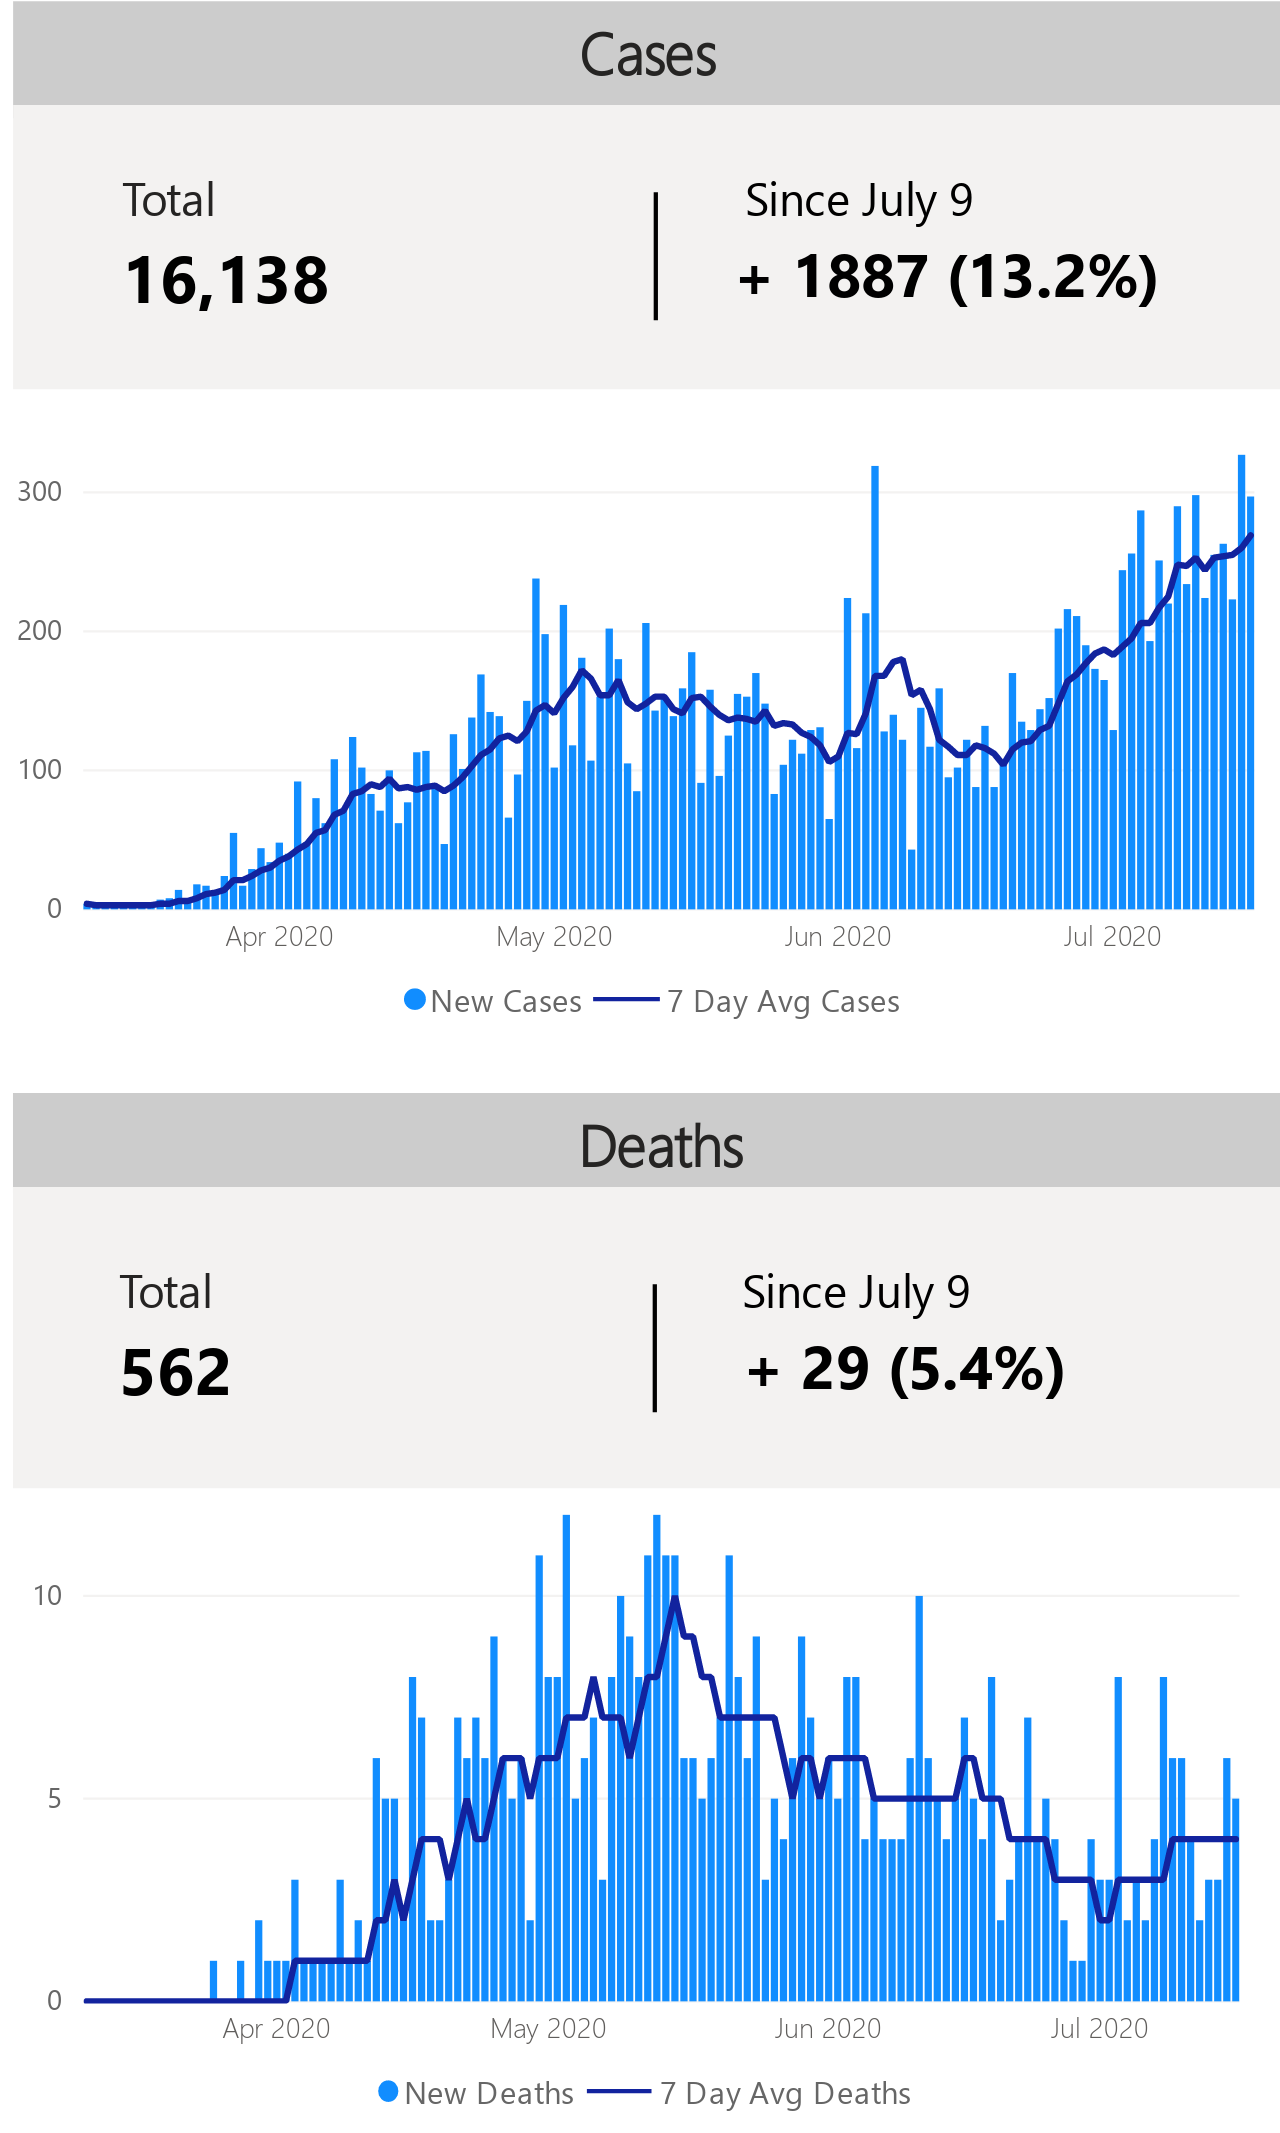 Cases
Total
Since July 9
16,138
+ 1887 (13.2%)
300
200
100
0
Apr 2020
May 2020
Jun 2020
Jul 2020
New Cases
7 Day Avg Cases
Deaths
Total
Since July 9
562
+ 29 (5.4%)
10
5
0
Apr 2020
May 2020
Jun 2020
Jul 2020
New Deaths
7 Day Avg Deaths